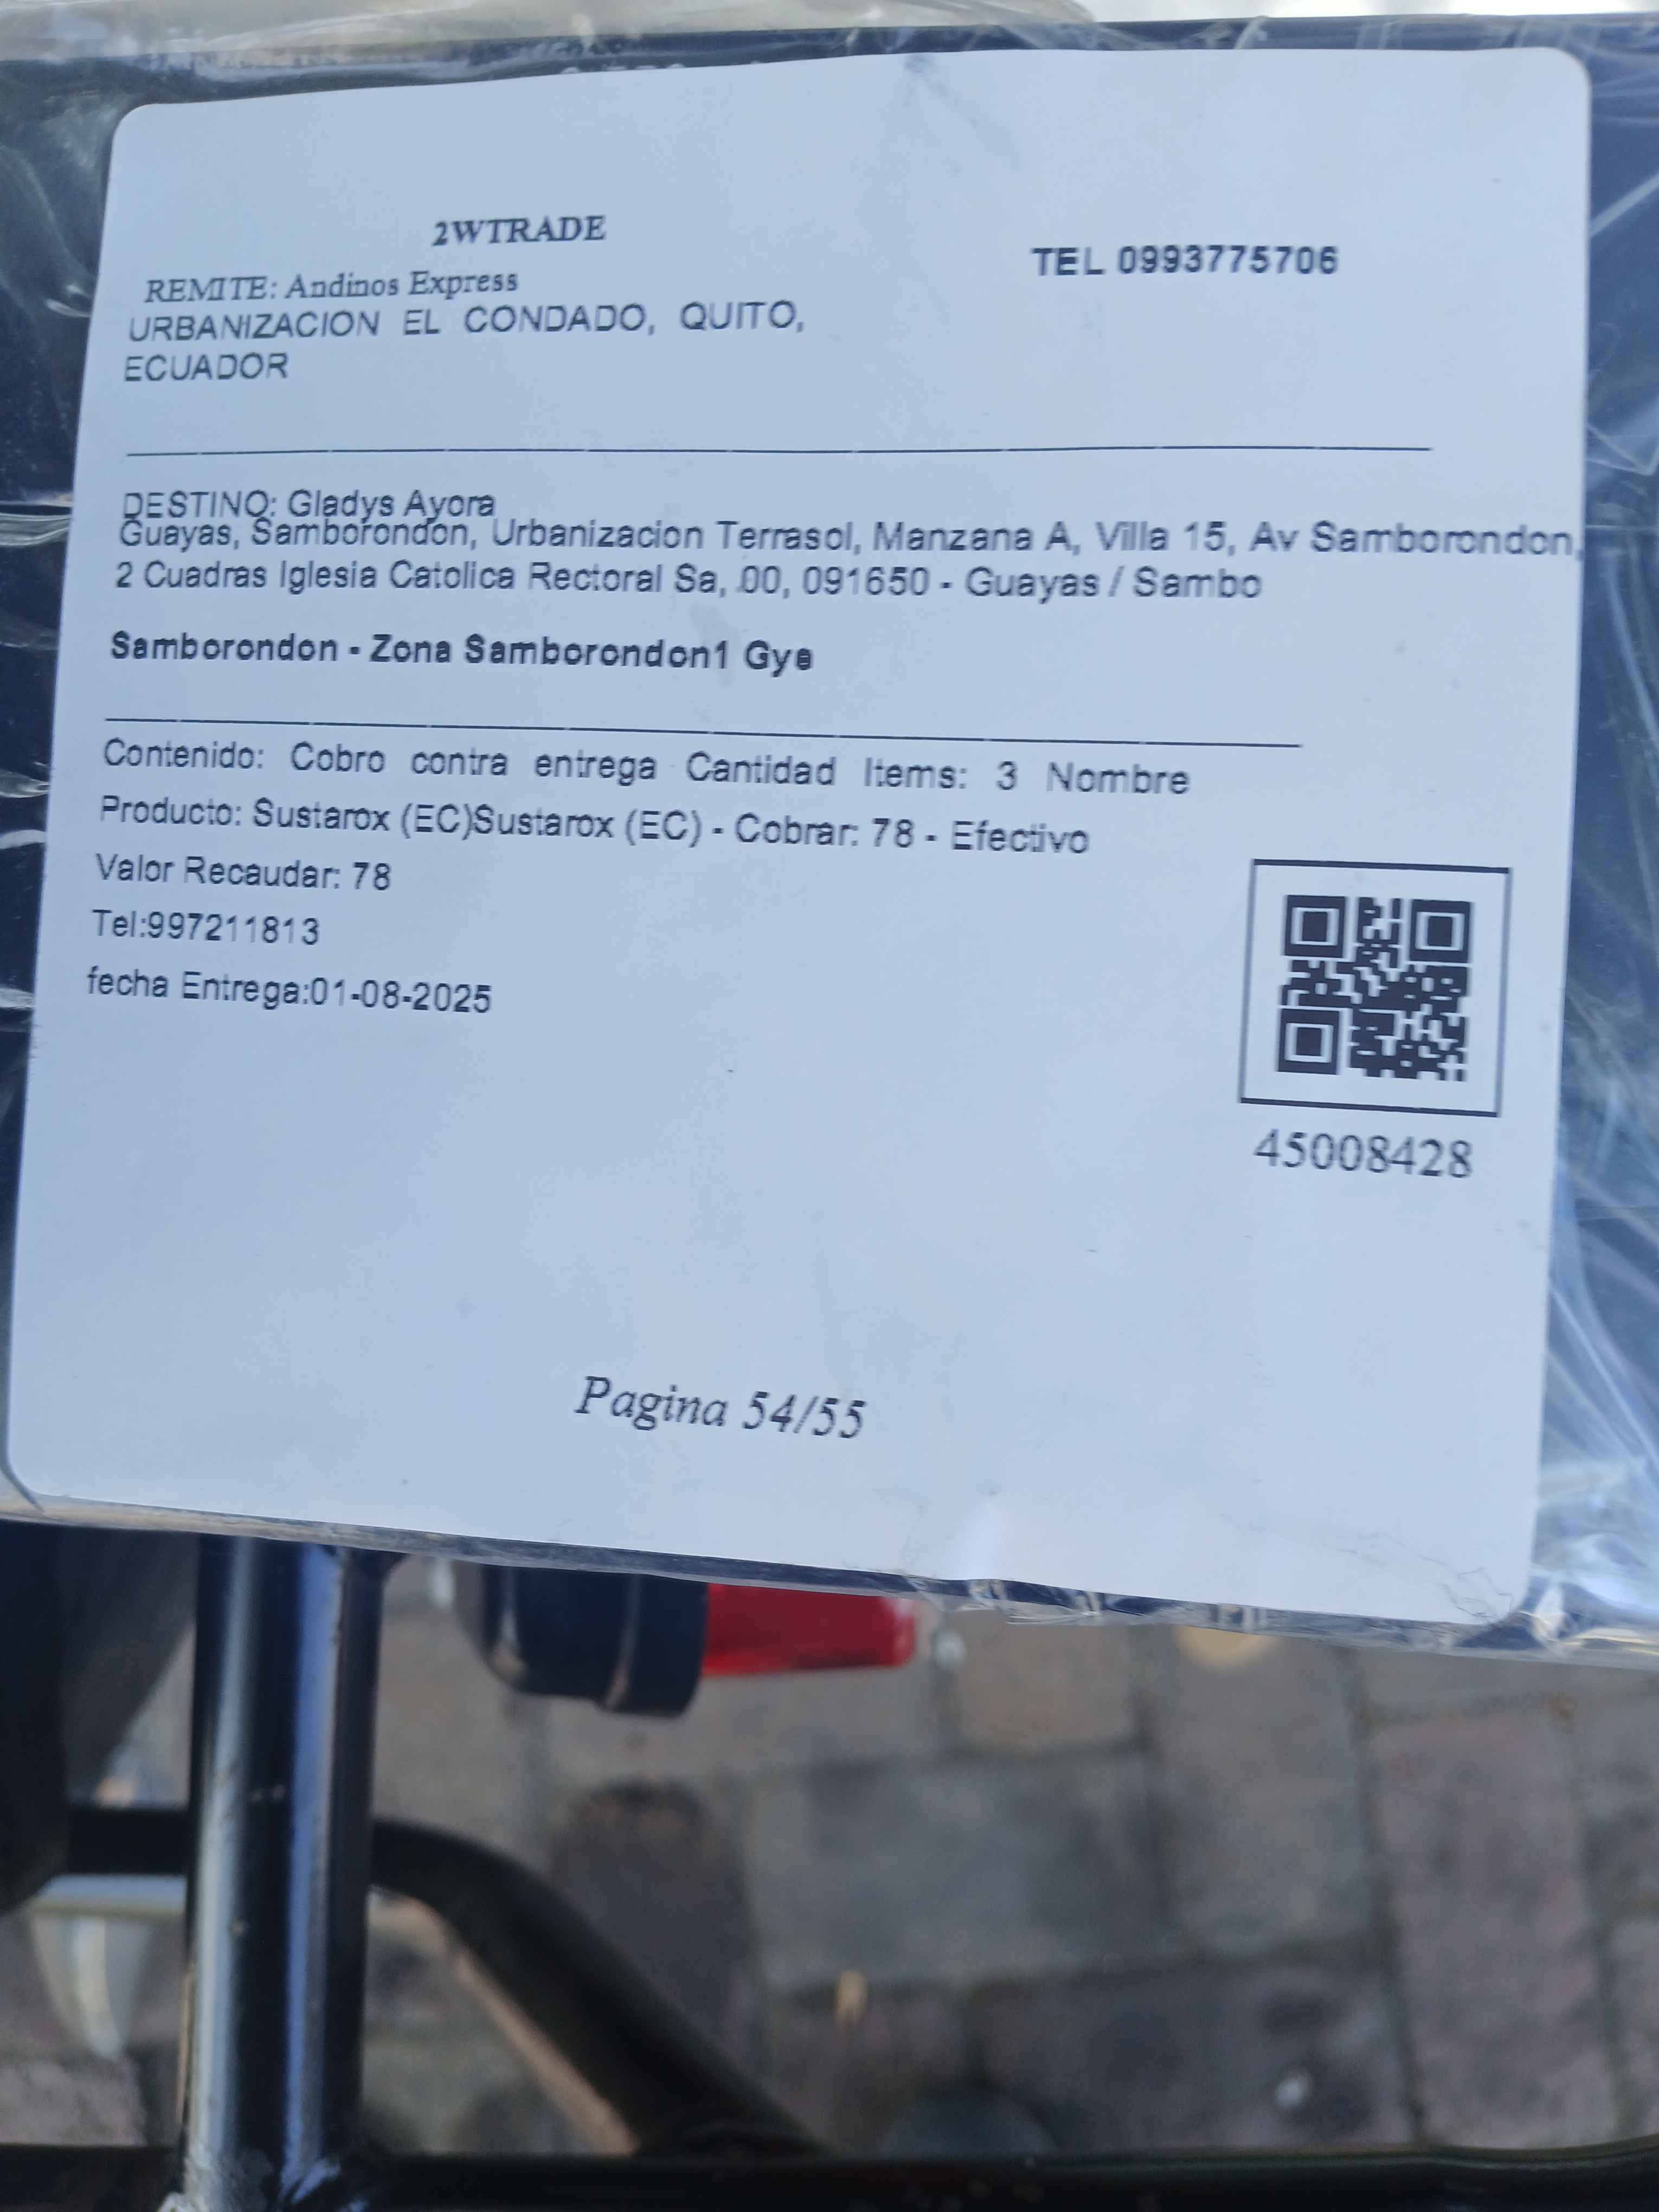 2WTRADE
TEL 0993775706
REMITE: Andinos Express
URBANIZACION EL CONDADO, QUITO,
ECUADOR
DESTINO: Gladys Ayora
Guayas, Samborondon, Urbanizacion Terrasol, Manzana A, Villa 15, Av Samborondon,
2 Cuadras Iglesia Catolica Rectoral Sa, 00, 091650 - Guayas / Sambo
Samborondon - Zona Samborondon1 Gye
Contenido: Cobro contra entrega Cantidad Items: 3 Nombre
Producto: Sustarox (EC)Sustarox (EC) - Cobrar: 78 - Efectivo
Valor Recaudar: 78
Tel:997211813
fecha Entrega:01-08-2025
45008428
Pagina 54/55